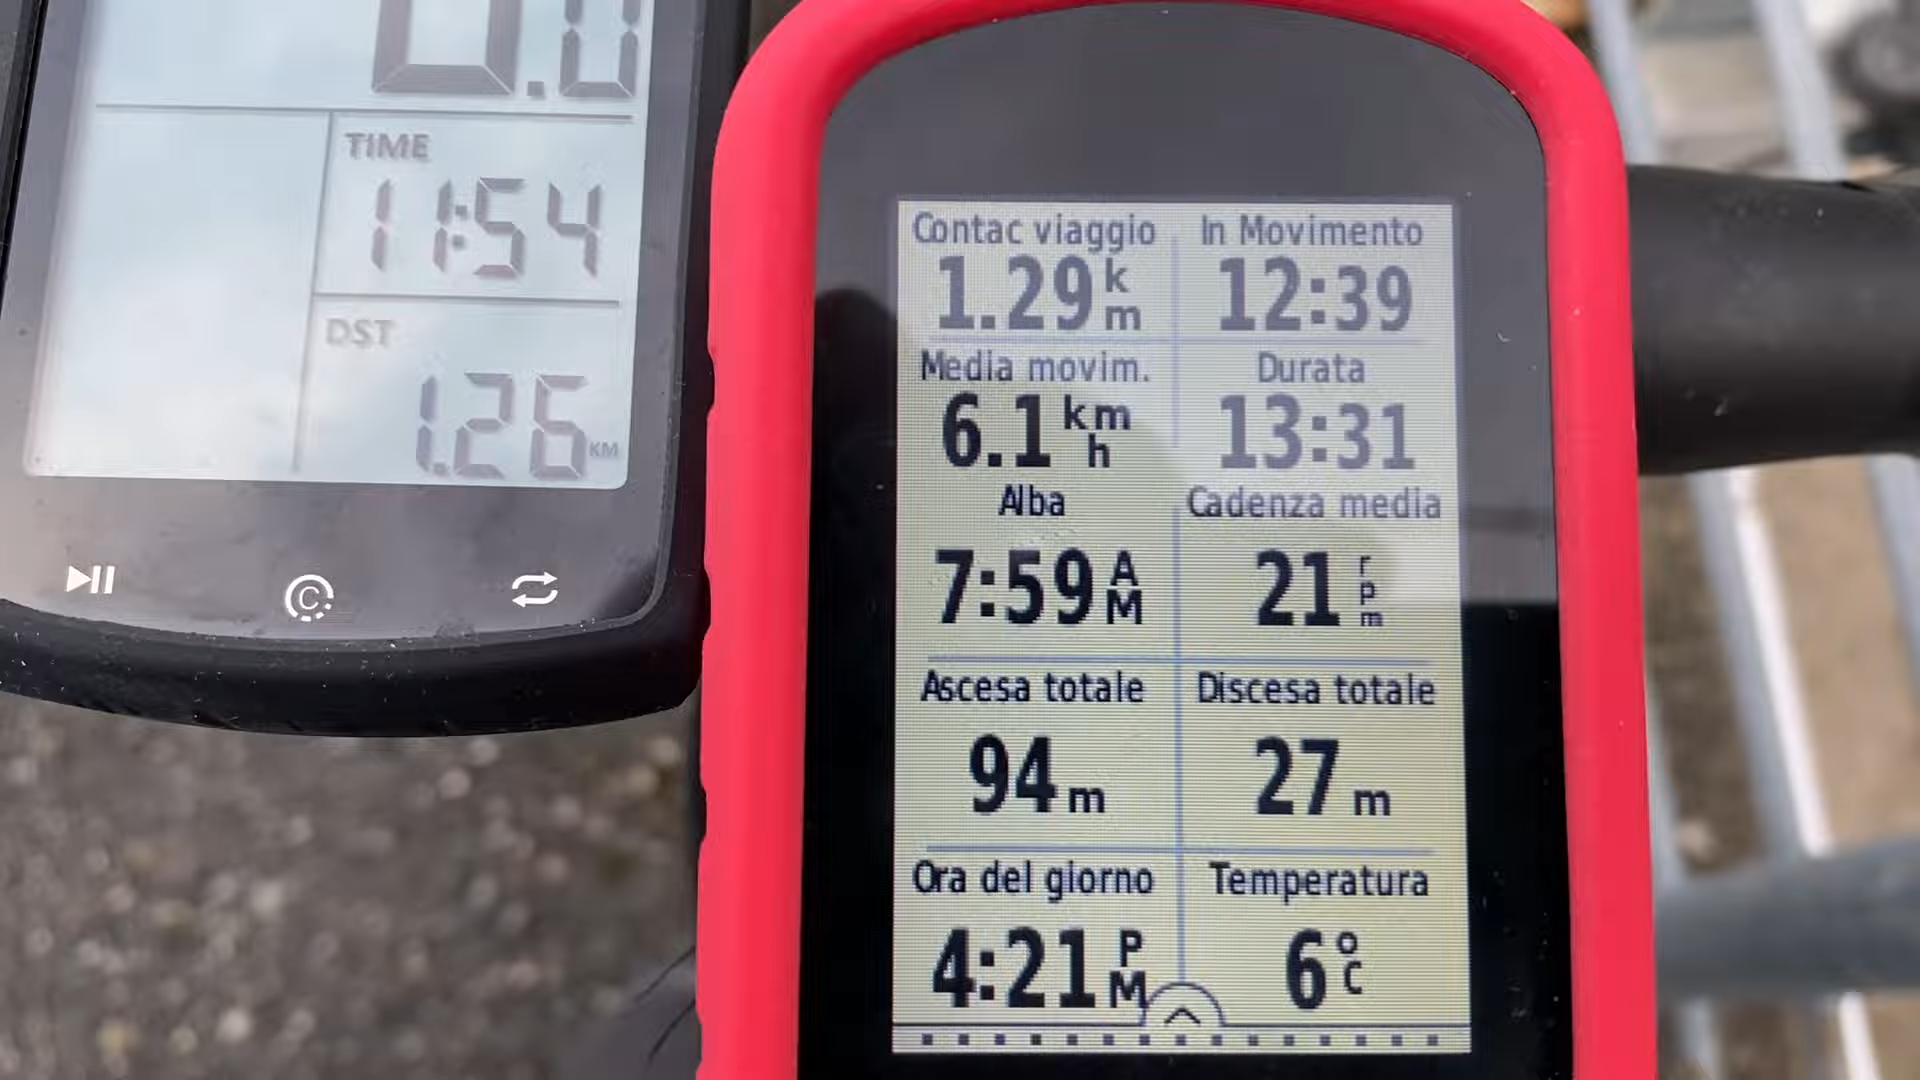 0.0
TIME
11:54
DST
1.26 KM
Contac viaggio In Movimento
1.29 km 12:39
Media movim. Durata
6.1 km h 13:31
Alba Cadenza media
7:59 AM 21 rpm
Ascesa totale Discesa totale
94 m 27 m
Ora del giorno Temperatura
4:21 PM 6 °C